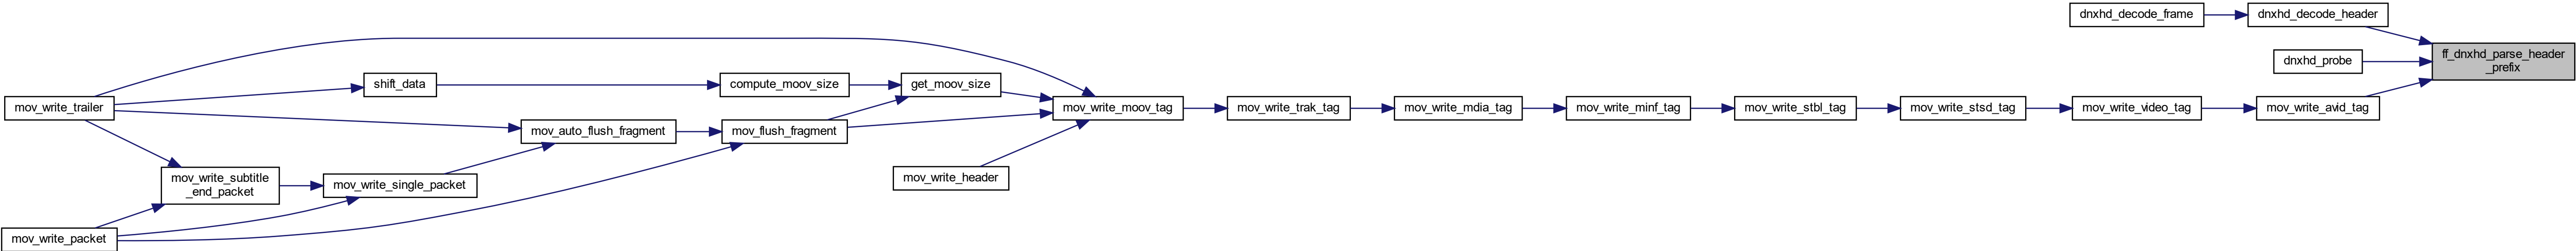 dnxhd_decode_frame
dnxhd_decode_header
ff_dnxhd_parse_header
_prefix
dnxhd_probe
shift_data
compute_moov_size
get_moov_size
mov_write_trailer
mov_write_moov_tag
mov_write_trak_tag
mov_write_mdia_tag
mov_write_minf_tag
mov_write_stbl_tag
mov_write_stsd_tag
mov_write_video_tag
mov_write_avid_tag
mov_auto_flush_fragment
mov_flush_fragment
mov_write_subtitle
_end_packet
mov_write_single_packet
mov_write_header
mov_write_packet